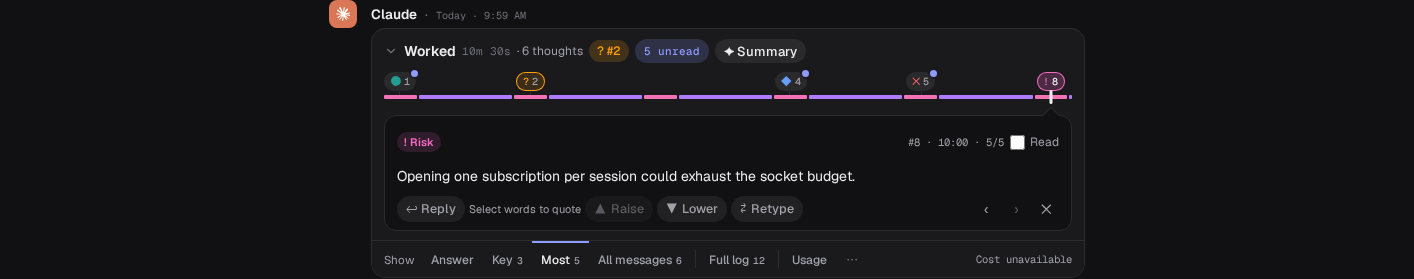 Claude · Today · 9:59 AM
Worked 10m 30s · 6 thoughts ? #2 5 unread ✦ Summary
1 ? 2 4 5 ! 8
! Risk #8 · 10:00 · 5/5 Read
Opening one subscription per session could exhaust the socket budget.
↩ Reply Select words to quote ▲ Raise ▼ Lower ⇄ Retype ‹ › ×
Show Answer Key 3 Most 5 All messages 6 Full log 12 Usage ··· Cost unavailable